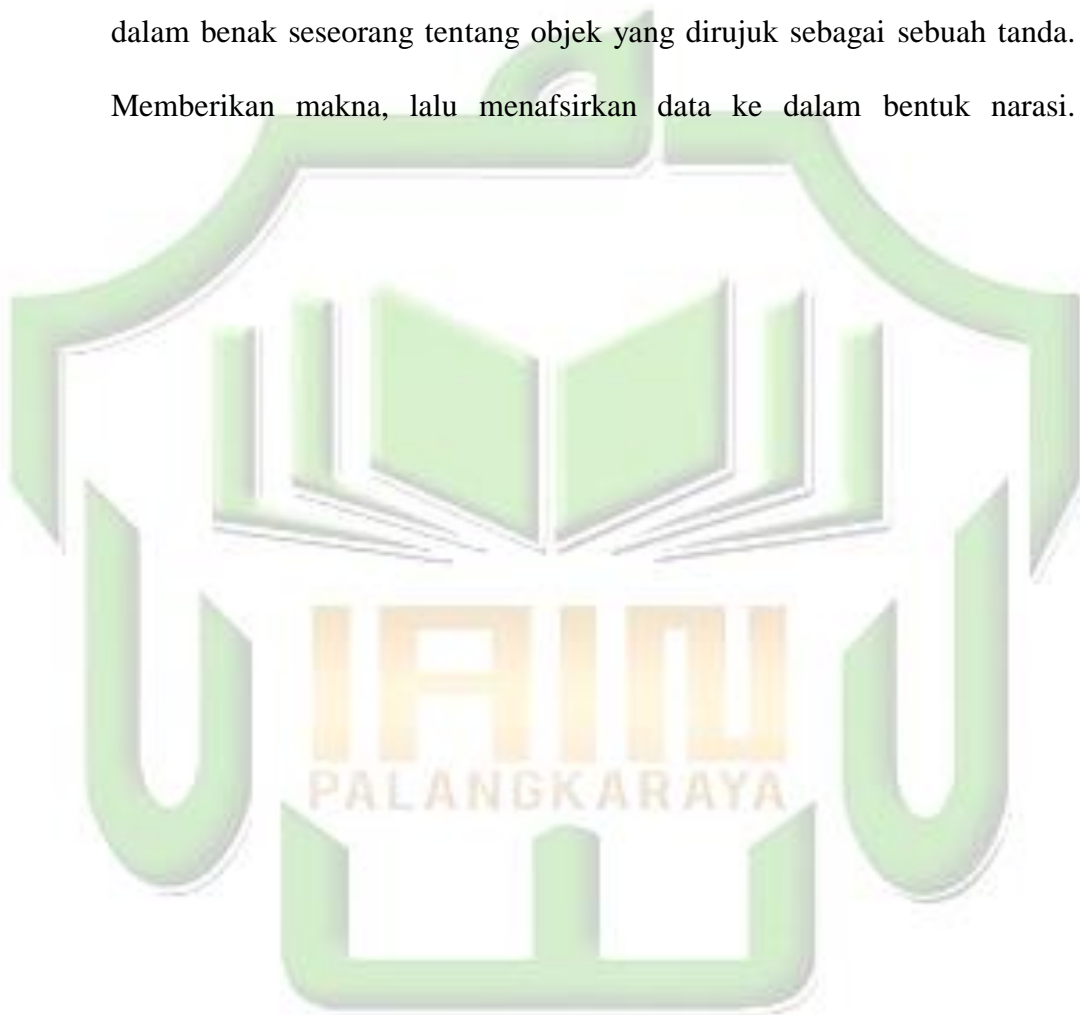 dalam benak seseorang tentang objek yang dirujuk sebagai sebuah tanda.
Memberikan makna, lalu menafsirkan data ke dalam bentuk narasi.
IAIN
PALANGKARAYA